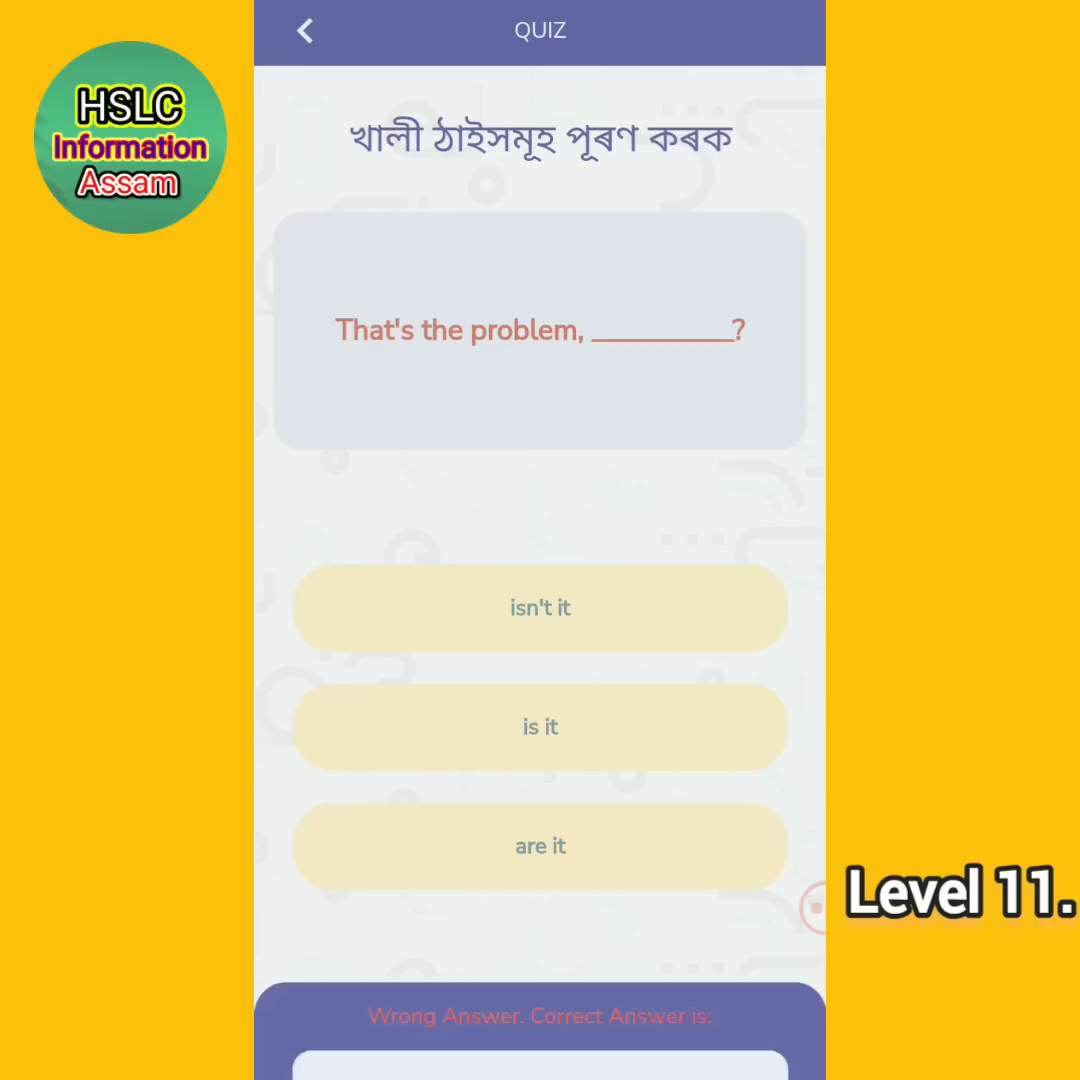 HSLC
Information
Assam
QUIZ
খালী ঠাইসমূহ পূৰণ কৰক
That's the problem, __________?
isn't it
is it
are it
Level 11.
Wrong Answer. Correct Answer is: